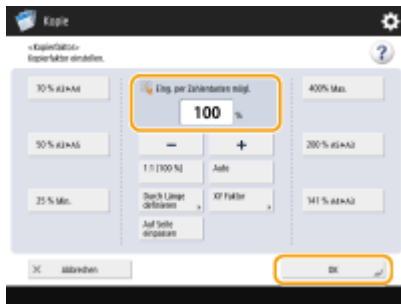 Kopie
<Kopierfaktor>
Kopierfaktor einstellen.
?
70 % A3➔A4
Eing. per Zahlentasten mögl.
400% Max.
100 %
50 % A3➔A5
−
+
200 % A5➔A3
1:1 (100 %)
Auto
25 % Min.
Durch Länge definieren
XY Faktor
141 % A4➔A3
Auf Seite einpassen
Abbrechen
OK